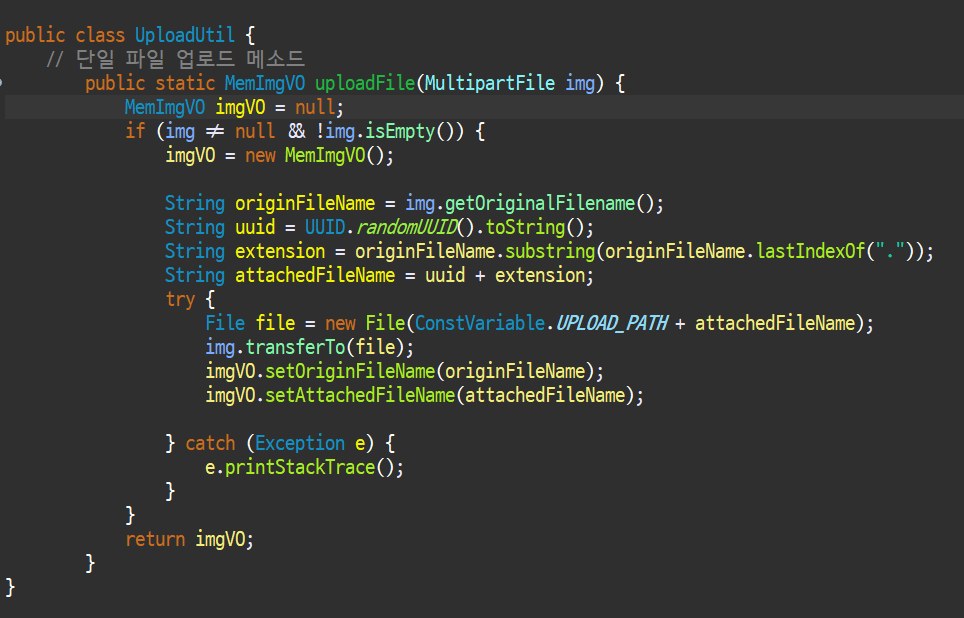 public class UploadUtil {
// 단일 파일 업로드 메소드
public static MemImgVO uploadFile(MultipartFile img) {
MemImgVO imgVO = null;
if (img != null && !img.isEmpty()) {
imgVO = new MemImgVO();
String originFileName = img.getOriginalFilename();
String uuid = UUID.randomUUID().toString();
String extension = originFileName.substring(originFileName.lastIndexOf("."));
String attachedFileName = uuid + extension;
try {
File file = new File(ConstVariable.UPLOAD_PATH + attachedFileName);
img.transferTo(file);
imgVO.setOriginFileName(originFileName);
imgVO.setAttachedFileName(attachedFileName);
} catch (Exception e) {
e.printStackTrace();
}
}
return imgVO;
}
}